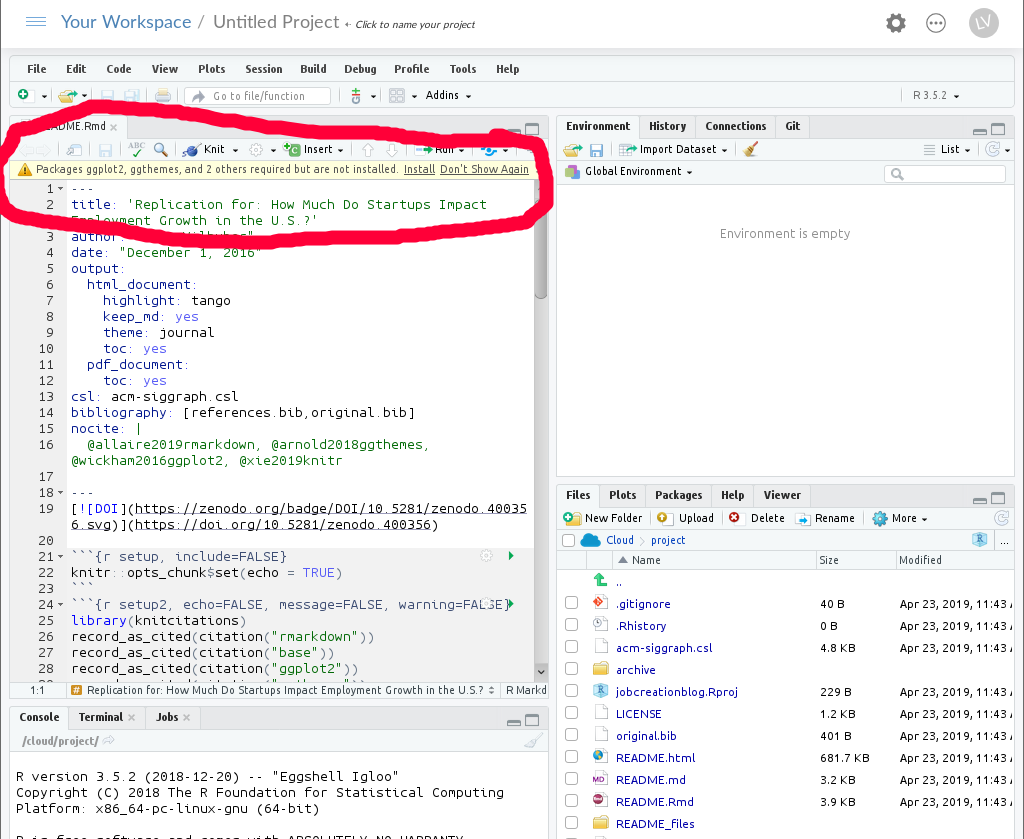 Your Workspace / Untitled Project ← Click to name your project
LV
File Edit Code View Plots Session Build Debug Profile Tools Help
Go to file/function Addins R 3.5.2
README.Rmd
ABC Knit Insert Run
Packages ggplot2, ggthemes, and 2 others required but are not installed. Install Don't Show Again
1 ---
2 title: 'Replication for: How Much Do Startups Impact
Employment Growth in the U.S.?'
3 author:
4 date: "December 1, 2016"
5 output:
6 html_document:
7 highlight: tango
8 keep_md: yes
9 theme: journal
10 toc: yes
11 pdf_document:
12 toc: yes
13 csl: acm-siggraph.csl
14 bibliography: [references.bib,original.bib]
15 nocite: |
16 @allaire2019rmarkdown, @arnold2018ggthemes,
@wickham2016ggplot2, @xie2019knitr
17
18 ---
19 [![DOI](https://zenodo.org/badge/DOI/10.5281/zenodo.40035
6.svg)](https://doi.org/10.5281/zenodo.400356)
20
21 ```{r setup, include=FALSE}
22 knitr::opts_chunk$set(echo = TRUE)
23 ```
24 ```{r setup2, echo=FALSE, message=FALSE, warning=FALSE}
25 library(knitcitations)
26 record_as_cited(citation("rmarkdown"))
27 record_as_cited(citation("base"))
28 record_as_cited(citation("ggplot2"))
1:1 # Replication for: How Much Do Startups Impact Employment Growth in the U.S.? R Markd
Console Terminal Jobs
/cloud/project/
R version 3.5.2 (2018-12-20) -- "Eggshell Igloo"
Copyright (C) 2018 The R Foundation for Statistical Computing
Platform: x86_64-pc-linux-gnu (64-bit)
R is free software and comes with ABSOLUTELY NO WARRANTY.
Environment History Connections Git
Import Dataset List
Global Environment
Environment is empty
Files Plots Packages Help Viewer
New Folder Upload Delete Rename More
Cloud project R ...
Name Size Modified
..
.gitignore 40 B Apr 23, 2019, 11:43
.Rhistory 0 B Apr 23, 2019, 11:43
acm-siggraph.csl 4.8 KB Apr 23, 2019, 11:43
archive
jobcreationblog.Rproj 229 B Apr 23, 2019, 11:43
LICENSE 1.2 KB Apr 23, 2019, 11:43
original.bib 401 B Apr 23, 2019, 11:43
README.html 681.7 KB Apr 23, 2019, 11:43
MD README.md 3.2 KB Apr 23, 2019, 11:43
README.Rmd 3.9 KB Apr 23, 2019, 11:43
README_files